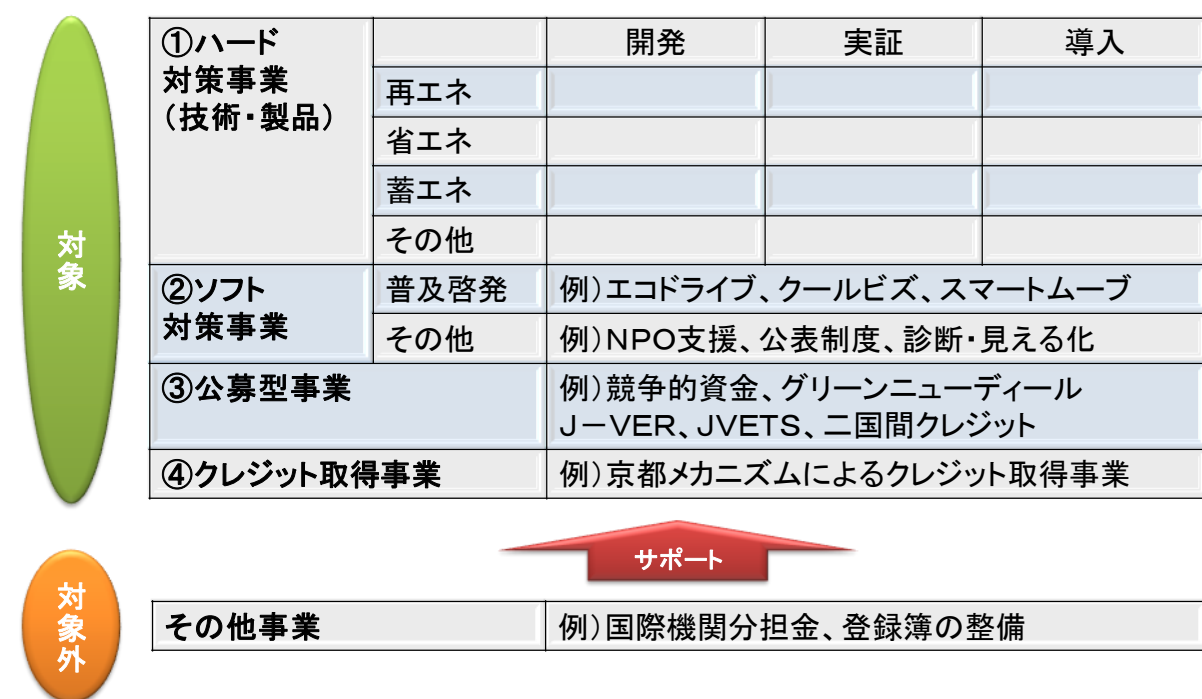 対象
①ハード
対策事業
（技術・製品）
開発
実証
導入
再エネ
省エネ
蓄エネ
その他
②ソフト
対策事業
普及啓発
例）エコドライブ、クールビズ、スマートムーブ
その他
例）NPO支援、公表制度、診断・見える化
③公募型事業
例）競争的資金、グリーンニューディール
J－VER、JVETS、二国間クレジット
④クレジット取得事業
例）京都メカニズムによるクレジット取得事業
サポート
対象外
その他事業
例）国際機関分担金、登録簿の整備